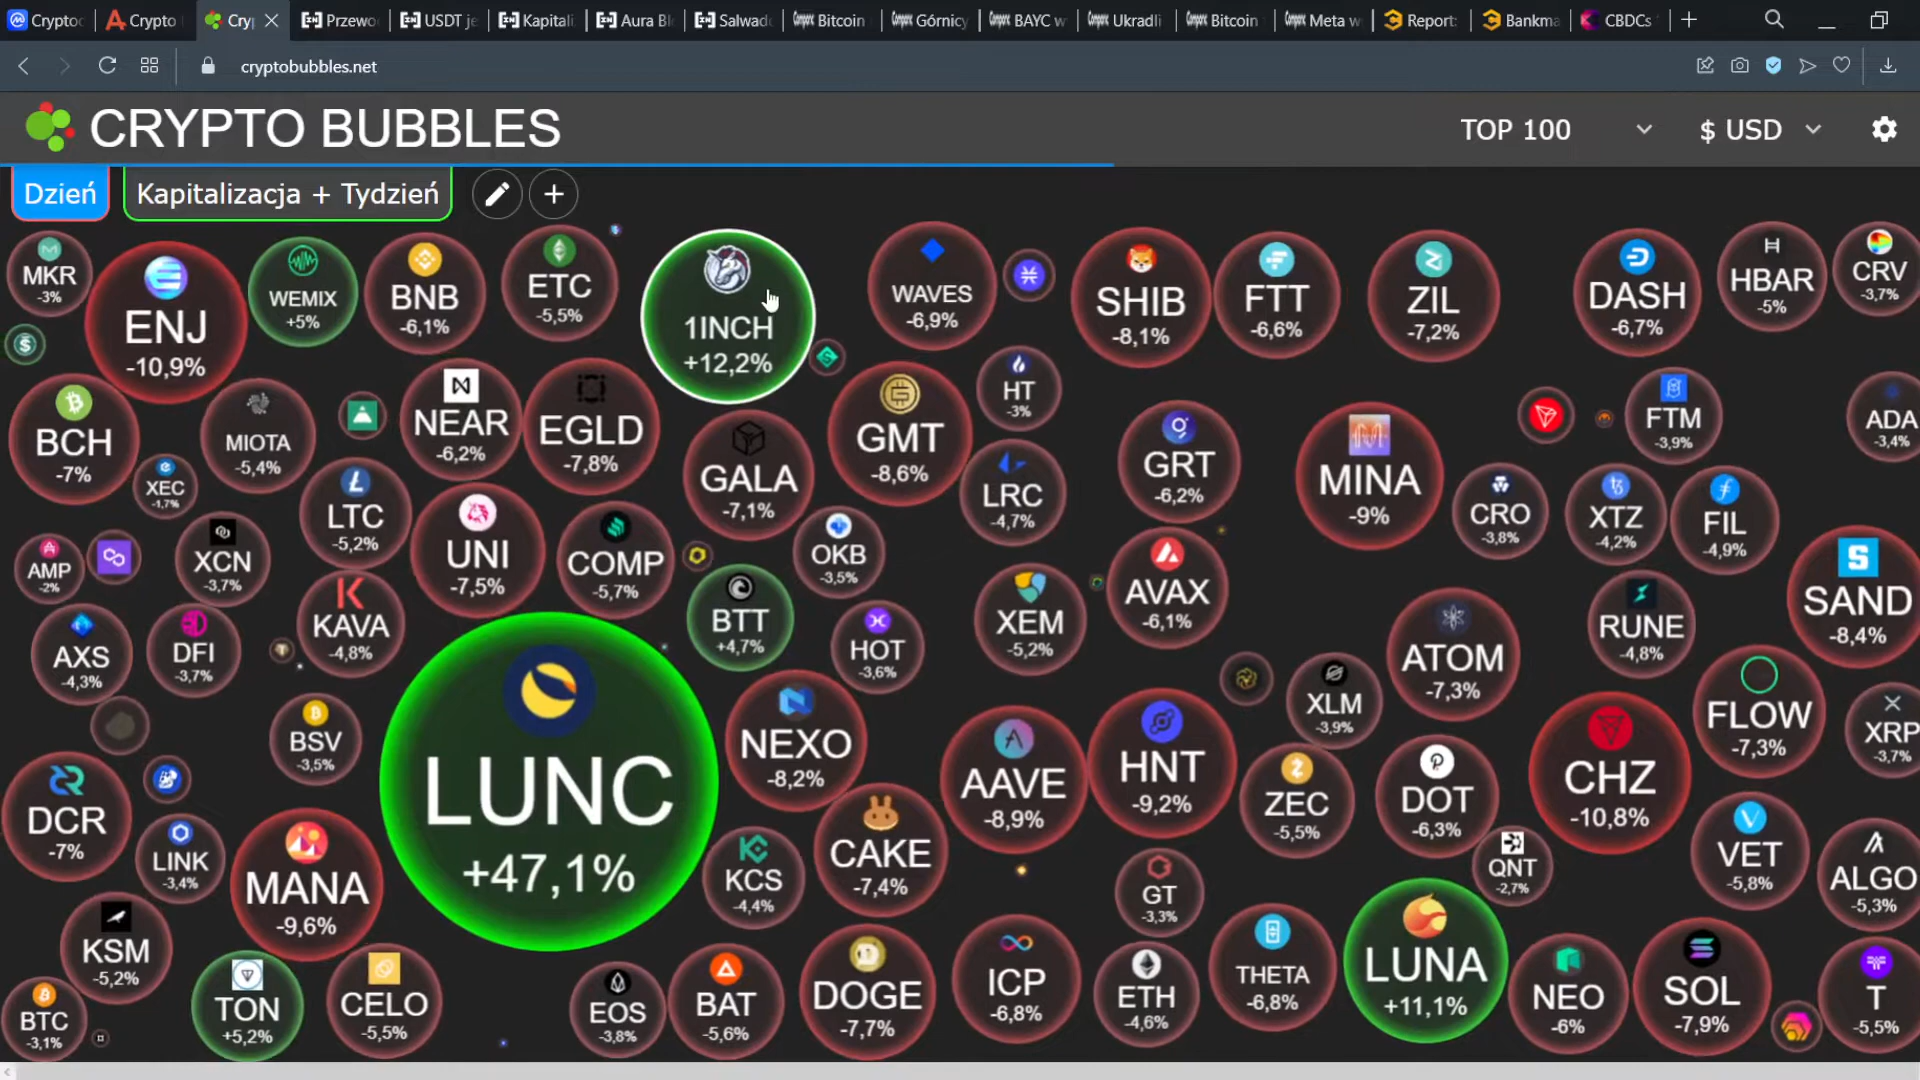 Cryptoc
Crypto
Cry
Przewo
USDT je
Kapitali
Aura Bl
Salwado
Bitcoin
Górnicy
BAYC w
Ukradli
Bitcoin
Meta w
Report:
Bankma
CBDCs
cryptobubbles.net
CRYPTO BUBBLES
TOP 100
$ USD
Dzień
Kapitalizacja + Tydzień
MKR
-3%
ENJ
-10,9%
WEMIX
+5%
BNB
-6,1%
ETC
-5,5%
1INCH
+12,2%
WAVES
-6,9%
SHIB
-8,1%
FTT
-6,6%
ZIL
-7,2%
DASH
-6,7%
HBAR
-5%
CRV
-3,7%
BCH
-7%
MIOTA
-5,4%
NEAR
-6,2%
EGLD
-7,8%
GALA
-7,1%
GMT
-8,6%
HT
-3%
GRT
-6,2%
MINA
-9%
FTM
-3,9%
ADA
-3,4%
XEC
-1,7%
LTC
-5,2%
UNI
-7,5%
COMP
-5,7%
OKB
-3,5%
LRC
-4,7%
CRO
-3,8%
XTZ
-4,2%
FIL
-4,9%
AMP
-2%
XCN
-3,7%
KAVA
-4,8%
BTT
+4,7%
HOT
-3,6%
XEM
-5,2%
AVAX
-6,1%
ATOM
-7,3%
RUNE
-4,8%
SAND
-8,4%
AXS
-4,3%
DFI
-3,7%
BSV
-3,5%
LUNC
+47,1%
NEXO
-8,2%
AAVE
-8,9%
HNT
-9,2%
XLM
-3,9%
ZEC
-5,5%
DOT
-6,3%
CHZ
-10,8%
FLOW
-7,3%
XRP
-3,7%
DCR
-7%
LINK
-3,4%
MANA
-9,6%
KCS
-4,4%
CAKE
-7,4%
GT
-3,3%
QNT
-2,7%
VET
-5,8%
ALGO
-5,3%
KSM
-5,2%
BTC
-3,1%
TON
+5,2%
CELO
-5,5%
EOS
-3,8%
BAT
-5,6%
DOGE
-7,7%
ICP
-6,8%
ETH
-4,6%
THETA
-6,8%
LUNA
+11,1%
NEO
-6%
SOL
-7,9%
T
-5,5%